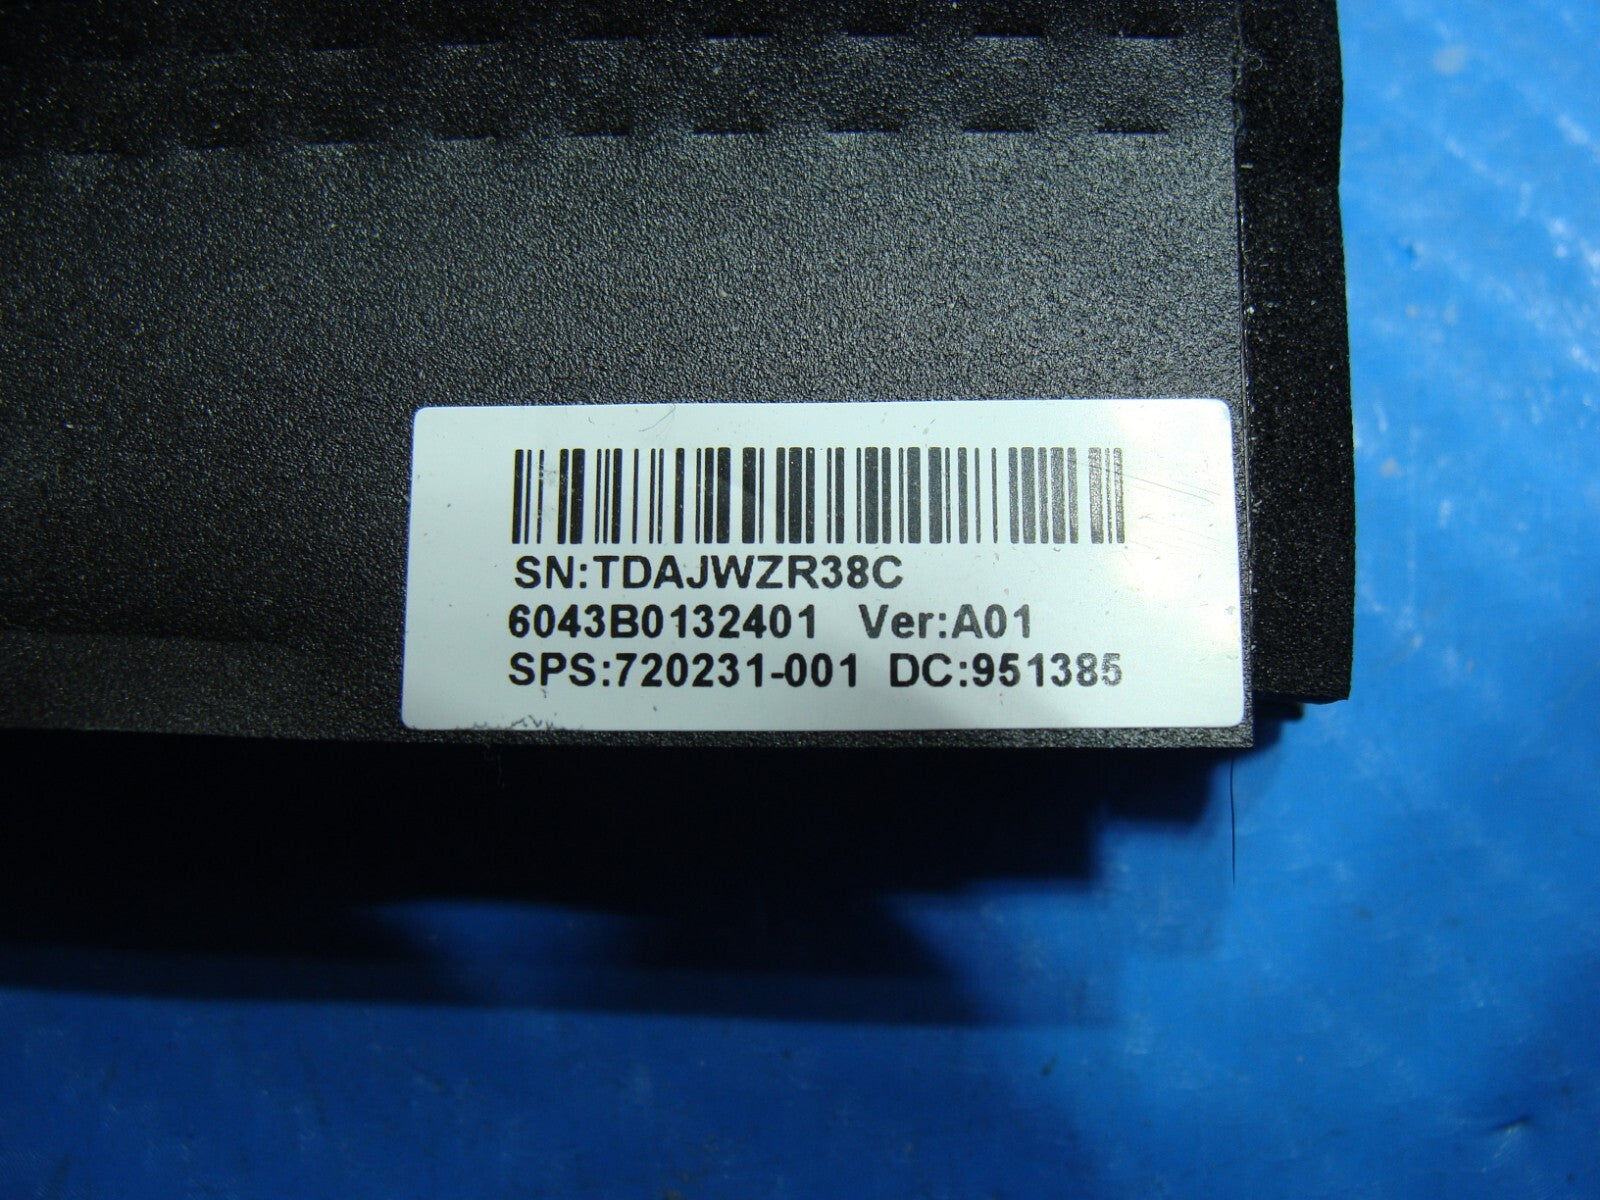 SN:TDAJWZR38C
6043B0132401 Ver:A01
SPS:720231-001 DC:951385